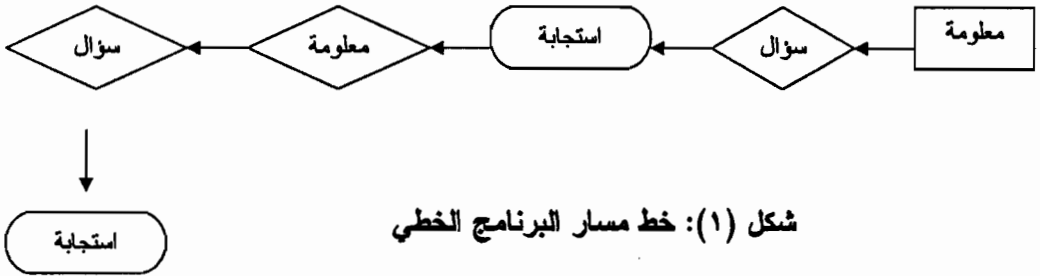 معلومة
سؤال
استجابة
معلومة
سؤال
استجابة
شكل (١): خط مسار البرنامج الخطي